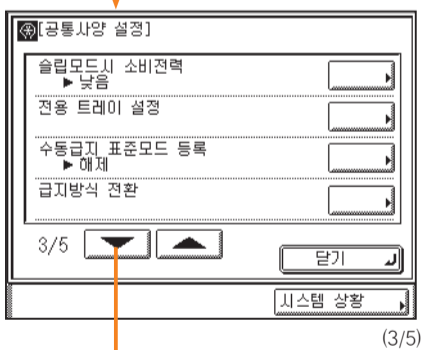 [공통사양 설정]
슬립모드시 소비전력
▶ 낮음
전용 트레이 설정
수동급지 표준모드 등록
▶ 해제
급지방식 전환
3/5
닫기
시스템 상황
(3/5)